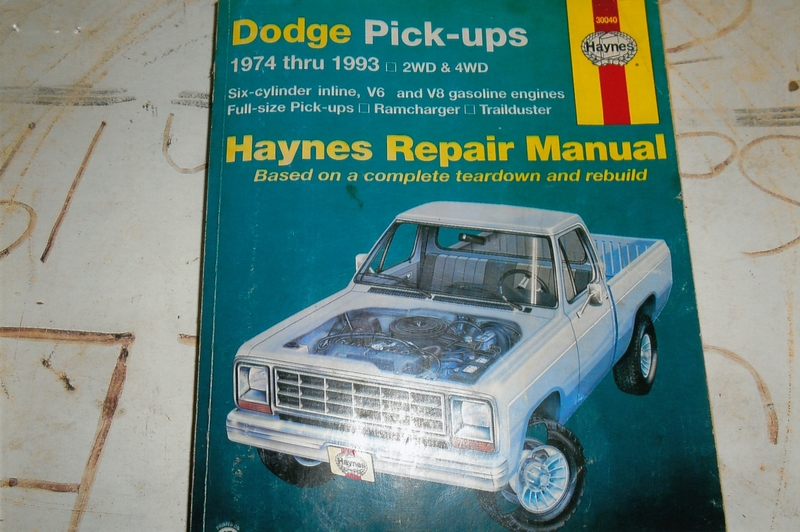 Dodge Pick-ups
30040
Haynes
1974 thru 1993 □ 2WD & 4WD
Six-cylinder inline, V6 and V8 gasoline engines
Full-size Pick-ups □ Ramcharger □ Trailduster
Haynes Repair Manual
Based on a complete teardown and rebuild
Haynes